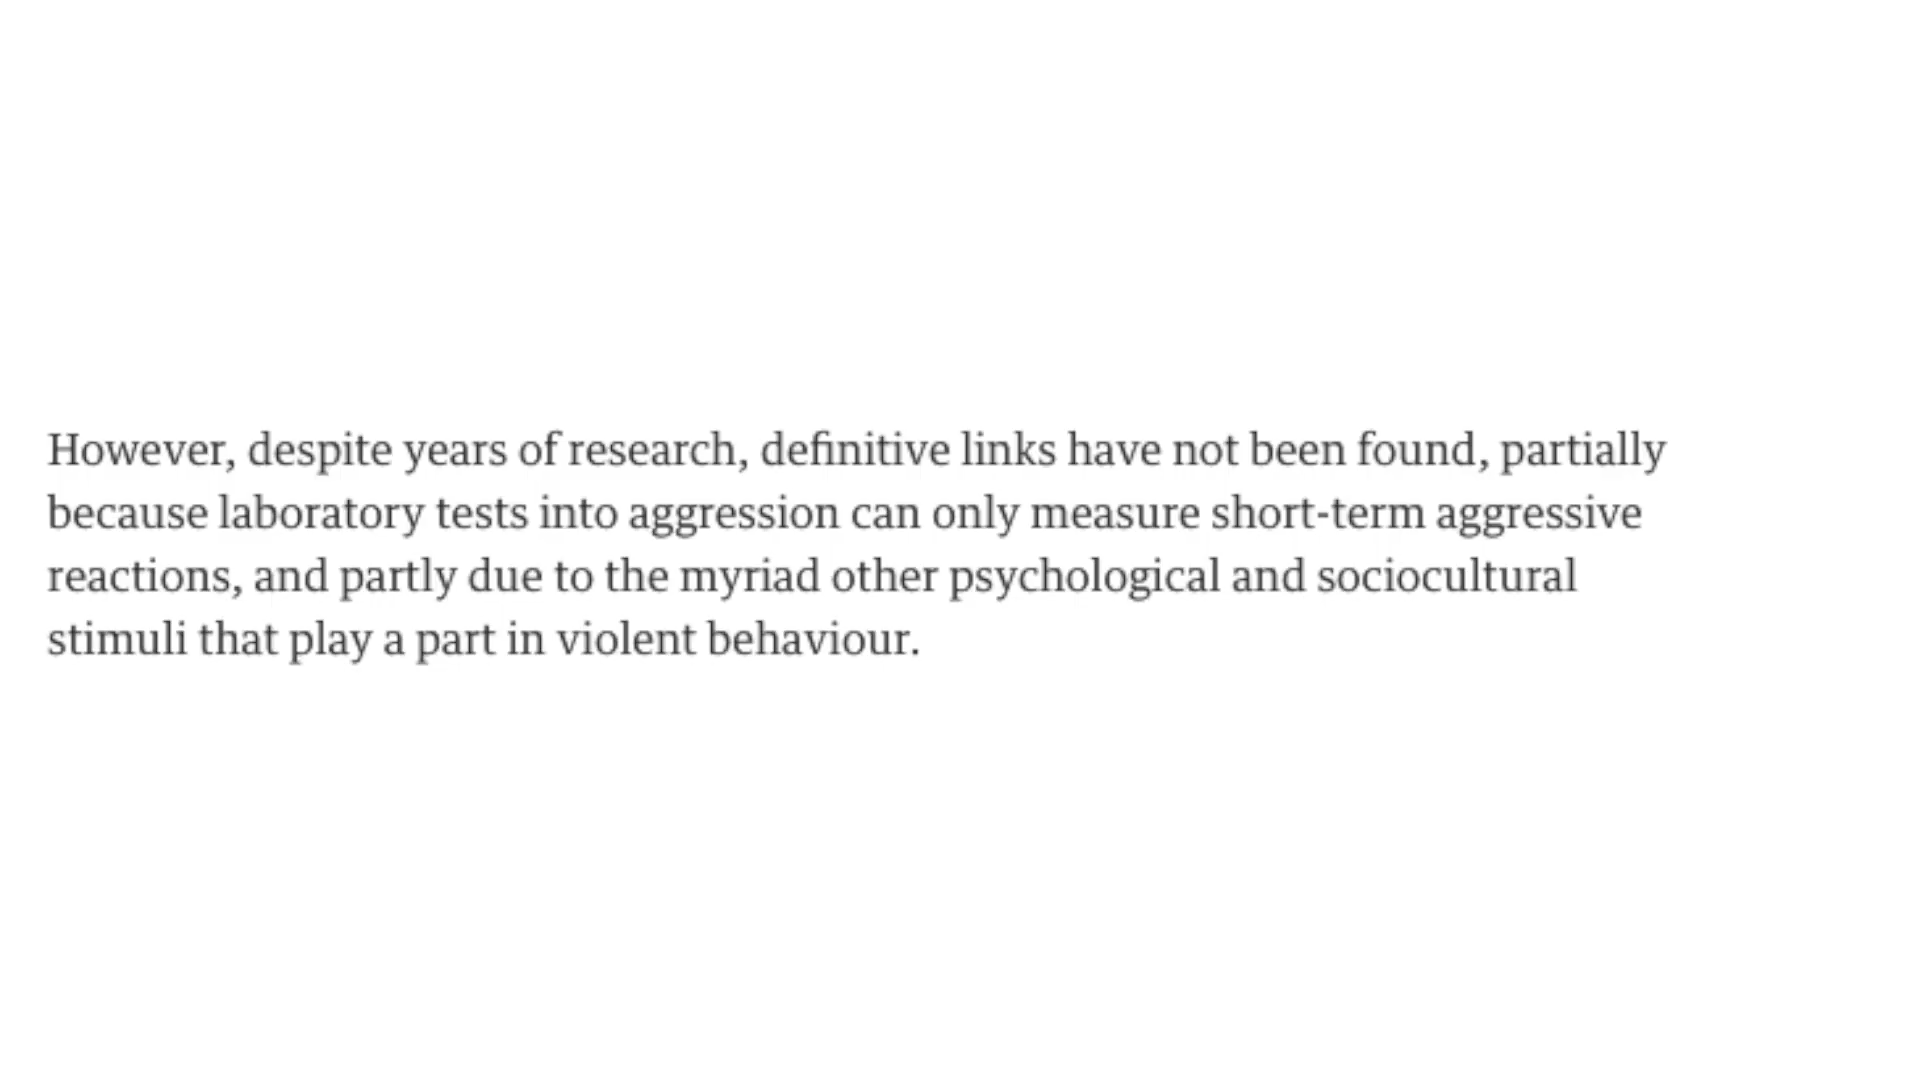 However, despite years of research, definitive links have not been found, partially
because laboratory tests into aggression can only measure short-term aggressive
reactions, and partly due to the myriad other psychological and sociocultural
stimuli that play a part in violent behaviour.